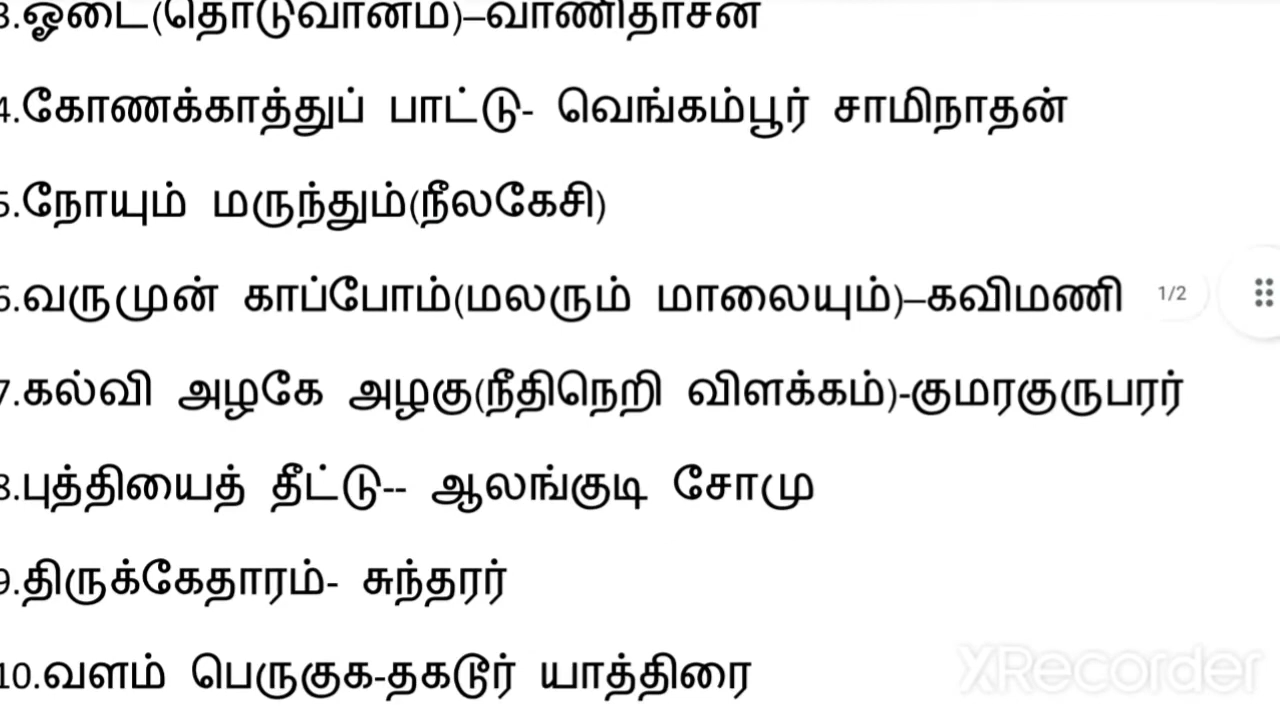 3.ஓடை(தொடுவானம்)–வாணிதாசன்
4.கோணக்காத்துப் பாட்டு- வெங்கம்பூர் சாமிநாதன்
5.நோயும் மருந்தும்(நீலகேசி)
6.வருமுன் காப்போம்(மலரும் மாலையும்)–கவிமணி
1/2
7.கல்வி அழகே அழகு(நீதிநெறி விளக்கம்)-குமரகுருபரர்
8.புத்தியைத் தீட்டு-- ஆலங்குடி சோமு
9.திருக்கேதாரம்- சுந்தரர்
10.வளம் பெருகுக-தகடூர் யாத்திரை
XRecorder